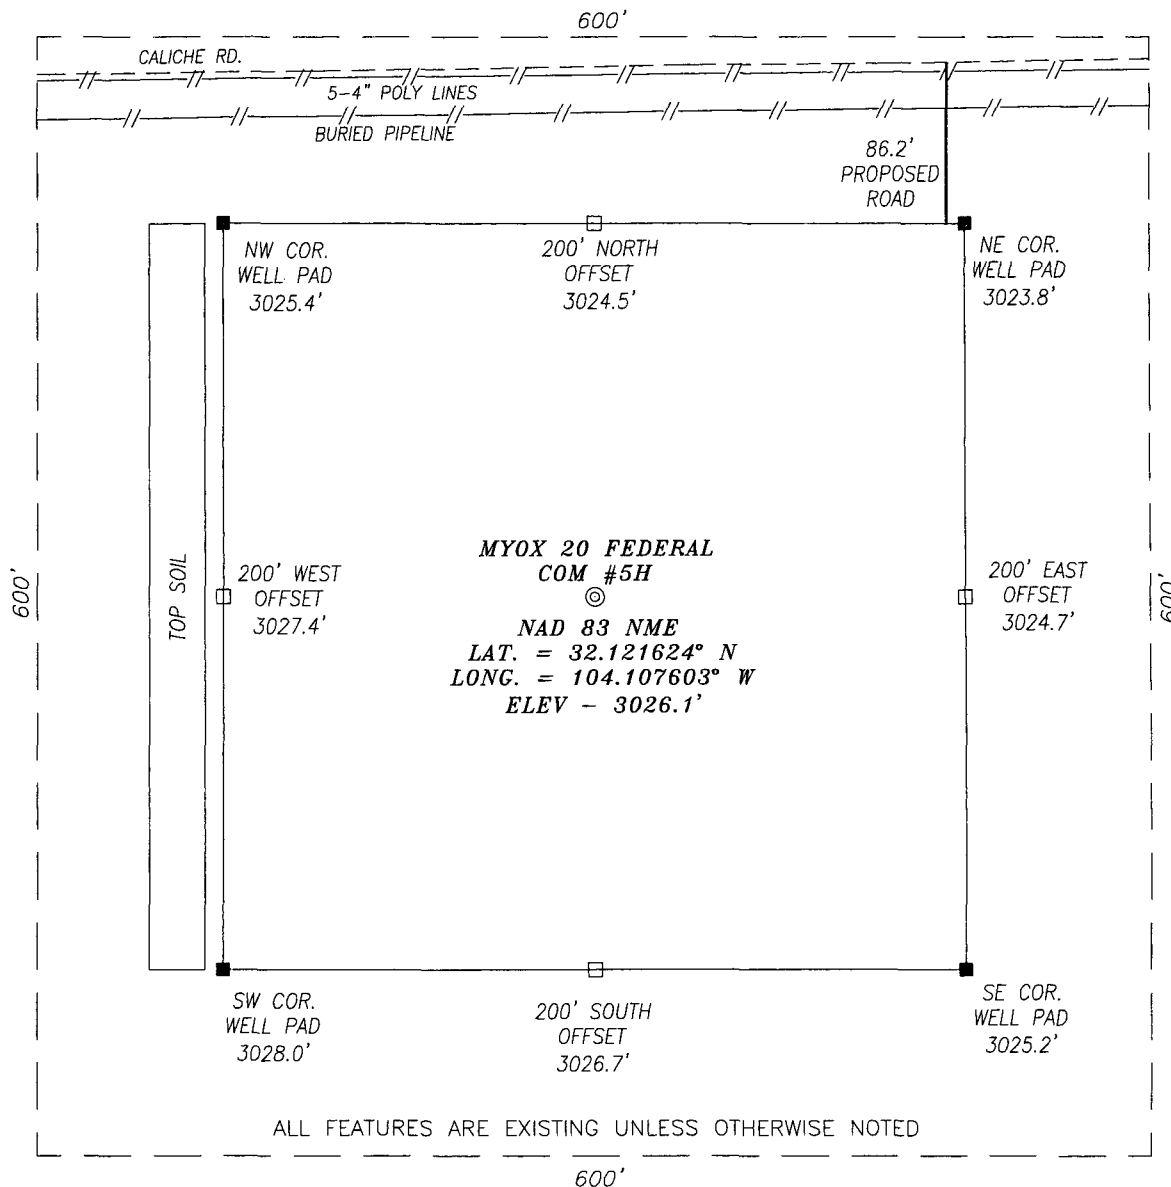 600'
CALICHE RD.
5-4" POLY LINES
BURIED PIPELINE
86.2'
PROPOSED
ROAD
NW COR.
WELL PAD
3025.4'
200' NORTH
OFFSET
3024.5'
NE COR.
WELL PAD
3023.8'
600'
TOP SOIL
200' WEST
OFFSET
3027.4'
MYOX 20 FEDERAL
COM #5H
NAD 83 NME
LAT. = 32.121624° N
LONG. = 104.107603° W
ELEV - 3026.1'
200' EAST
OFFSET
3024.7'
600'
SW COR.
WELL PAD
3028.0'
200' SOUTH
OFFSET
3026.7'
SE COR.
WELL PAD
3025.2'
ALL FEATURES ARE EXISTING UNLESS OTHERWISE NOTED
600'